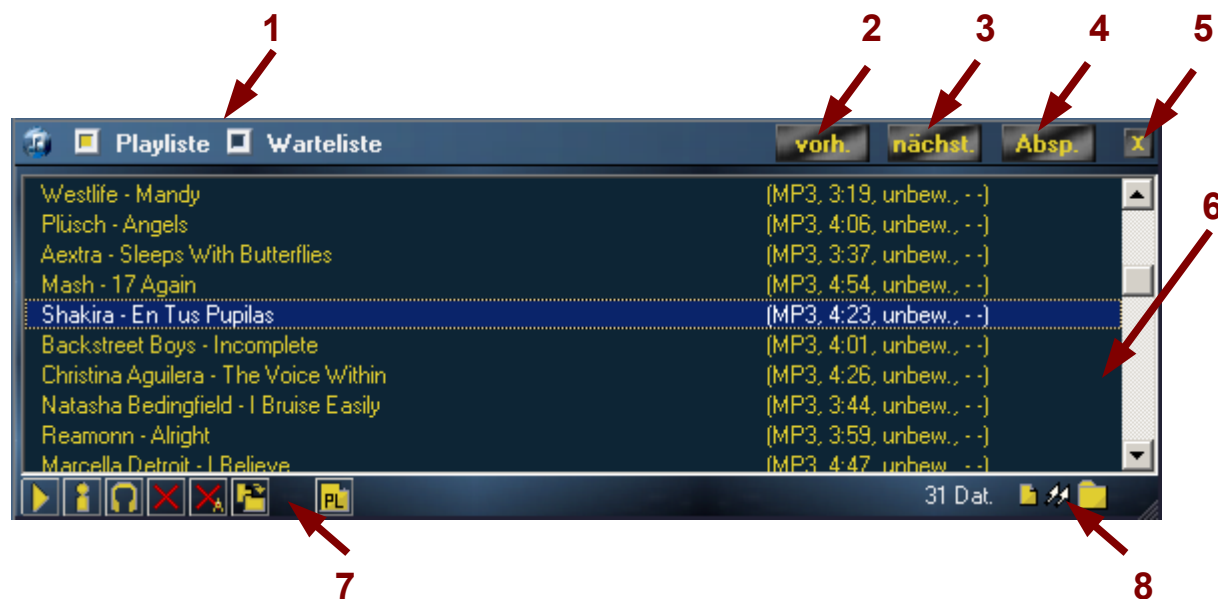 1 2 3 4 5
Playliste Warteliste vorh. nächst. Absp. x
Westlife - Mandy (MP3, 3:19, unbew., - -)
Plüsch - Angels (MP3, 4:06, unbew., - -)
Aextra - Sleeps With Butterflies (MP3, 3:37, unbew., - -)
6
Mash - 17 Again (MP3, 4:54, unbew., - -)
Shakira - En Tus Pupilas (MP3, 4:23, unbew., - -)
Backstreet Boys - Incomplete (MP3, 4:01, unbew., - -)
Christina Aguilera - The Voice Within (MP3, 4:26, unbew., - -)
Natasha Bedingfield - I Bruise Easily (MP3, 3:44, unbew., - -)
Reamonn - Alright (MP3, 3:59, unbew., - -)
Marcella Detroit - I Believe (MP3, 4:47, unbew., - -)
A PL 31 Dat.
7 8